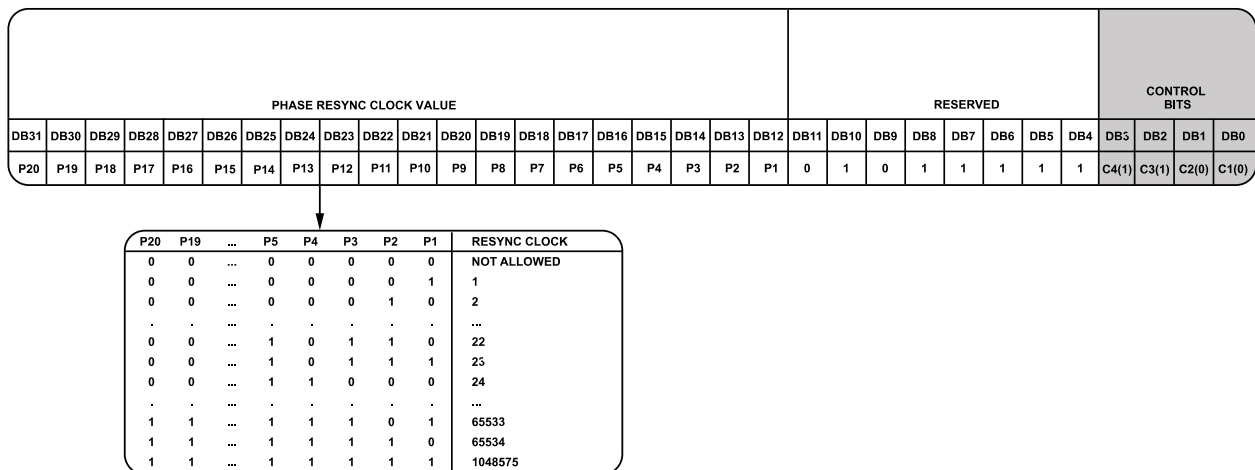 PHASE RESYNC CLOCK VALUE RESERVED CONTROL BITS
DB31 DB30 DB29 DB28 DB27 DB26 DB25 DB24 DB23 DB22 DB21 DB20 DB19 DB18 DB17 DB16 DB15 DB14 DB13 DB12 DB11 DB10 DB9 DB8 DB7 DB6 DB5 DB4 DB3 DB2 DB1 DB0
P20 P19 P18 P17 P16 P15 P14 P13 P12 P11 P10 P9 P8 P7 P6 P5 P4 P3 P2 P1 0 1 0 1 1 1 1 1 C4(1) C3(1) C2(0) C1(0)
P20 P19 ... P5 P4 P3 P2 P1 RESYNC CLOCK
0 0 ... 0 0 0 0 0 NOT ALLOWED
0 0 ... 0 0 0 0 1 1
0 0 ... 0 0 0 1 0 2
. . ... . . . . . ...
0 0 ... 1 0 1 1 0 22
0 0 ... 1 0 1 1 1 23
0 0 ... 1 1 0 0 0 24
. . ... . . . . . ...
1 1 ... 1 1 1 0 1 65533
1 1 ... 1 1 1 1 0 65534
1 1 ... 1 1 1 1 1 1048575